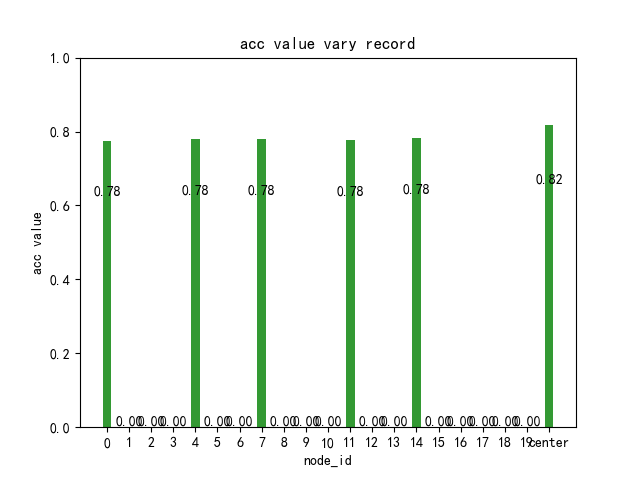 acc value vary record
1.0
0.8
0.6
0.4
0.2
0.0
acc value
0.78 0.00 0.00 0.00 0.78 0.00 0.00 0.78 0.00 0.00 0.00 0.78 0.00 0.00 0.78 0.00 0.00 0.00 0.00 0.00 0.82
0 1 2 3 4 5 6 7 8 9 10 11 12 13 14 15 16 17 18 19 center
node_id